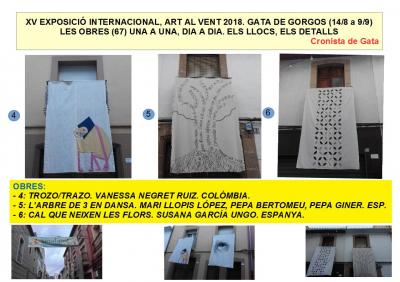 XV EXPOSICIÓ INTERNACIONAL, ART AL VENT 2018. GATA DE GORGOS (14/8 a 9/9)
LES OBRES (67) UNA A UNA, DIA A DIA. ELS LLOCS, ELS DETALLS
Cronista de Gata
4
5
6
OBRES:
- 4: TROZO/TRAZO. VANESSA NEGRET RUIZ. COLÒMBIA.
- 5: L'ARBRE DE 3 EN DANSA. MARI LLOPIS LÓPEZ, PEPA BERTOMEU, PEPA GINER. ESP.
- 6: CAL QUE NEIXEN LES FLORS. SUSANA GARCÍA UNGO. ESPANYA.